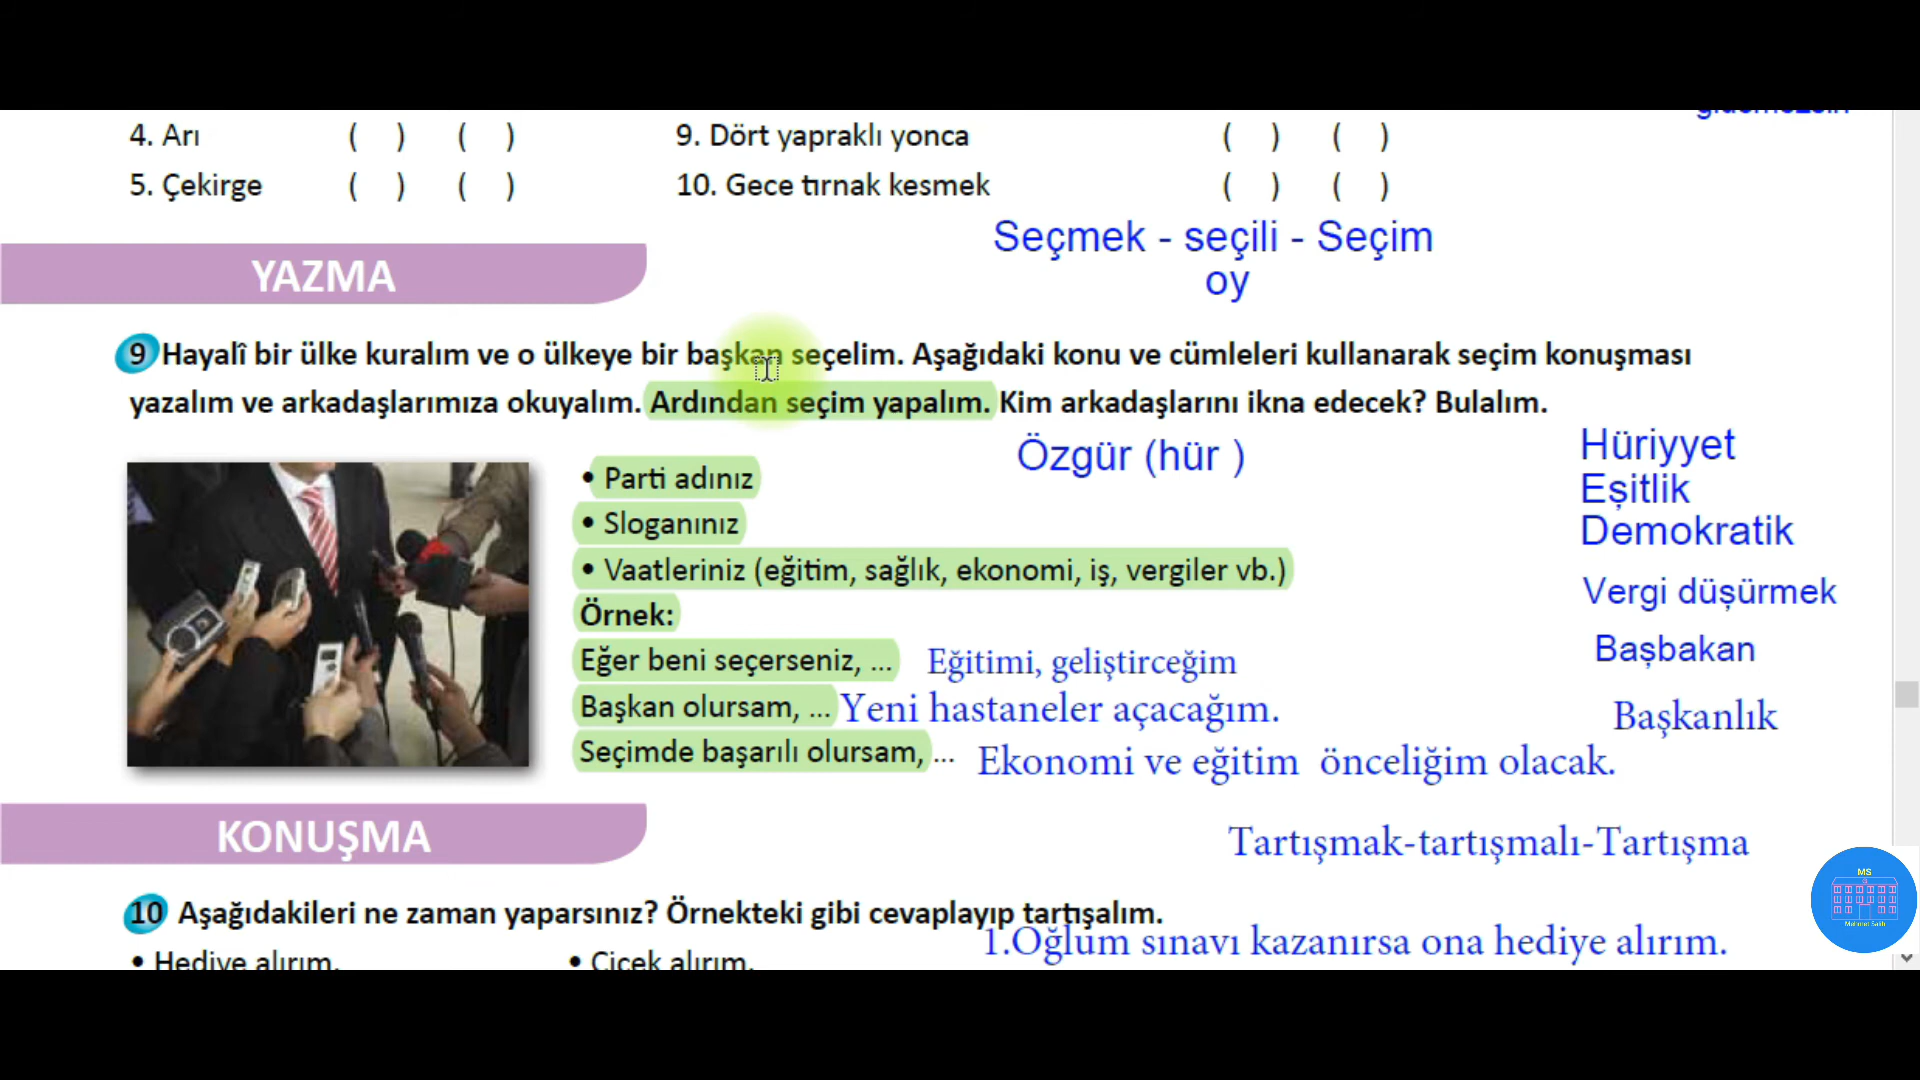 4. Arı ( ) ( ) 9. Dört yapraklı yonca ( ) ( )
5. Çekirge ( ) ( ) 10. Gece tırnak kesmek ( ) ( )
Seçmek - seçili - Seçim
oy
YAZMA
9 Hayalî bir ülke kuralım ve o ülkeye bir başkan seçelim. Aşağıdaki konu ve cümleleri kullanarak seçim konuşması
yazalım ve arkadaşlarımıza okuyalım. Ardından seçim yapalım. Kim arkadaşlarını ikna edecek? Bulalım.
Özgür (hür )
Hüriyyet
• Parti adınız
Eşitlik
• Sloganınız
Demokratik
• Vaatleriniz (eğitim, sağlık, ekonomi, iş, vergiler vb.)
Vergi düşürmek
Örnek:
Başbakan
Eğer beni seçerseniz, ... Eğitimi, geliştirceğim
Başkan olursam, ... Yeni hastaneler açacağım.
Başkanlık
Seçimde başarılı olursam, ... Ekonomi ve eğitim önceliğim olacak.
KONUŞMA
Tartışmak-tartışmalı-Tartışma
MS
Mahmet Salih
10 Aşağıdakileri ne zaman yaparsınız? Örnekteki gibi cevaplayıp tartışalım.
1.Oğlum sınavı kazanırsa ona hediye alırım.
• Hediye alırım. • Çiçek alırım.